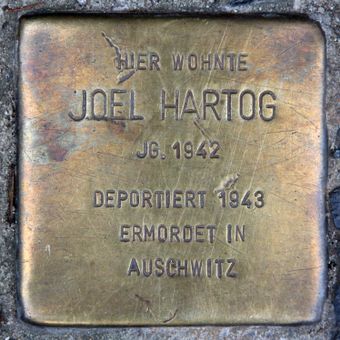 HIER WOHNTE
JOEL HARTOG
JG. 1942
DEPORTIERT 1943
ERMORDET IN
AUSCHWITZ